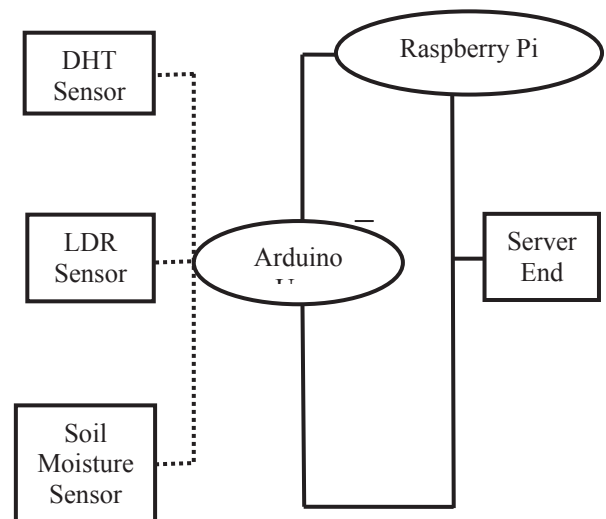 DHT
Sensor
Raspberry Pi
LDR
Sensor
Arduino
Server
End
Soil
Moisture
Sensor